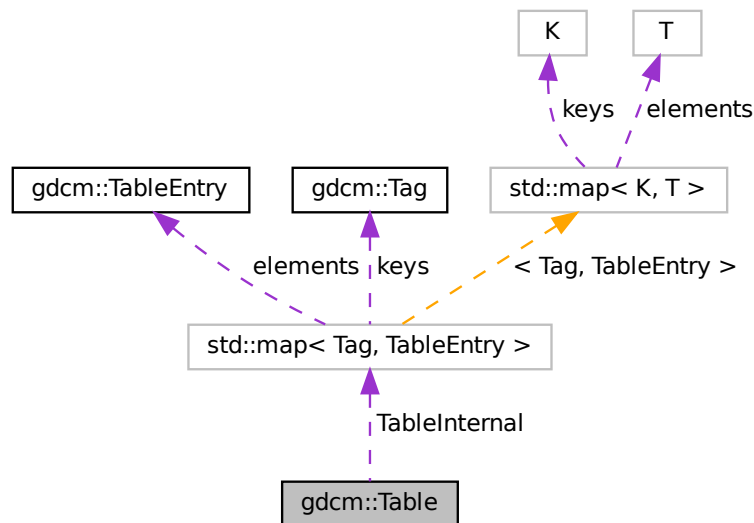 K
T
keys
elements
gdcm::TableEntry
gdcm::Tag
std::map< K, T >
elements
keys
< Tag, TableEntry >
std::map< Tag, TableEntry >
TableInternal
gdcm::Table